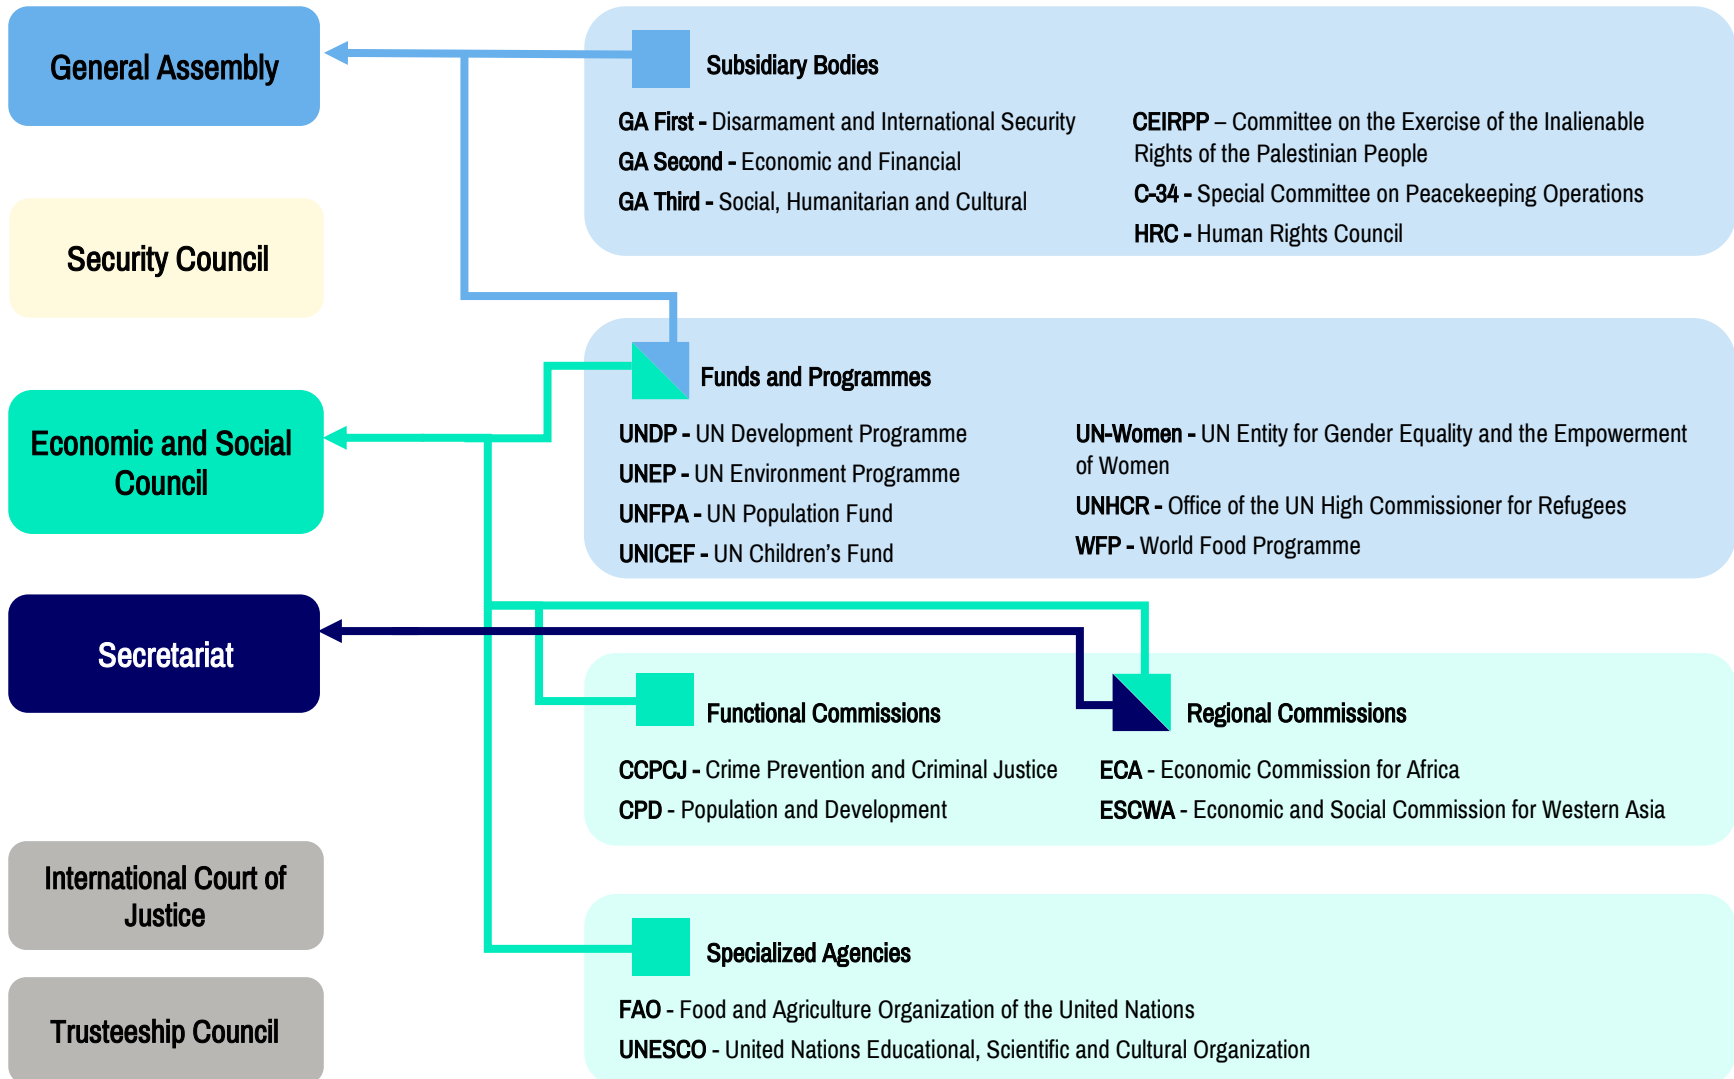 General Assembly
Security Council
Economic and Social
Council
Secretariat
International Court of
Justice
Trusteeship Council
Subsidiary Bodies
GA First - Disarmament and International Security
GA Second - Economic and Financial
GA Third - Social, Humanitarian and Cultural
CEIRPP – Committee on the Exercise of the Inalienable
Rights of the Palestinian People
C-34 - Special Committee on Peacekeeping Operations
HRC - Human Rights Council
Funds and Programmes
UNDP - UN Development Programme
UNEP - UN Environment Programme
UNFPA - UN Population Fund
UNICEF - UN Children’s Fund
UN-Women - UN Entity for Gender Equality and the Empowerment
of Women
UNHCR - Office of the UN High Commissioner for Refugees
WFP - World Food Programme
Functional Commissions
CCPCJ - Crime Prevention and Criminal Justice
CPD - Population and Development
Regional Commissions
ECA - Economic Commission for Africa
ESCWA - Economic and Social Commission for Western Asia
Specialized Agencies
FAO - Food and Agriculture Organization of the United Nations
UNESCO - United Nations Educational, Scientific and Cultural Organization